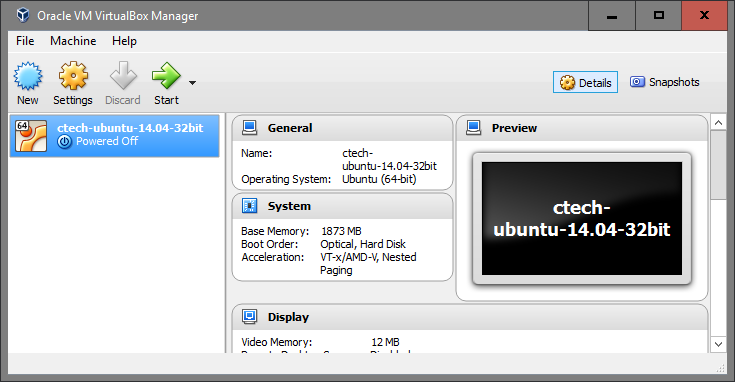 Oracle VM VirtualBox Manager
File Machine Help
New Settings Discard Start
Details Snapshots
64
ctech-ubuntu-14.04-32bit
Powered Off
General
Name: ctech-
ubuntu-14.04-32bit
Operating System: Ubuntu (64-bit)
System
Base Memory: 1873 MB
Boot Order: Optical, Hard Disk
Acceleration: VT-x/AMD-V, Nested
Paging
Preview
ctech-
ubuntu-14.04-32bit
Display
Video Memory: 12 MB